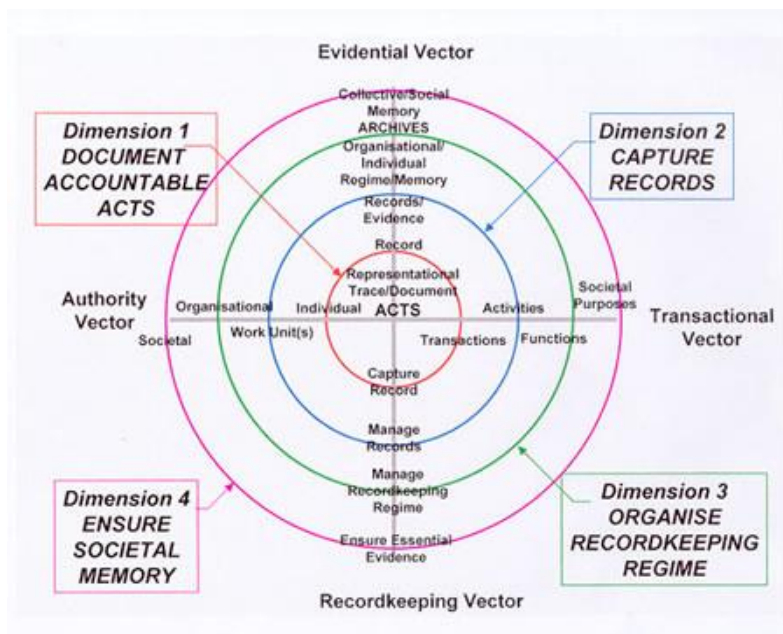 Evidential Vector
Collective/Social
Memory
ARCHIVES
Organisational/
Individual
Regime/Memory
Records/
Evidence
Record
Representational
Trace/Document
ACTS
Dimension 1
DOCUMENT
ACCOUNTABLE
ACTS
Dimension 2
CAPTURE
RECORDS
Authority
Vector
Societal
Organisational
Work Unit(s)
Individual
Activities
Transactions
Functions
Societal
Purposes
Transactional
Vector
Capture
Record
Manage
Records
Manage
Recordkeeping
Regime
Ensure Essential
Evidence
Dimension 4
ENSURE
SOCIETAL
MEMORY
Dimension 3
ORGANISE
RECORDKEEPING
REGIME
Recordkeeping Vector